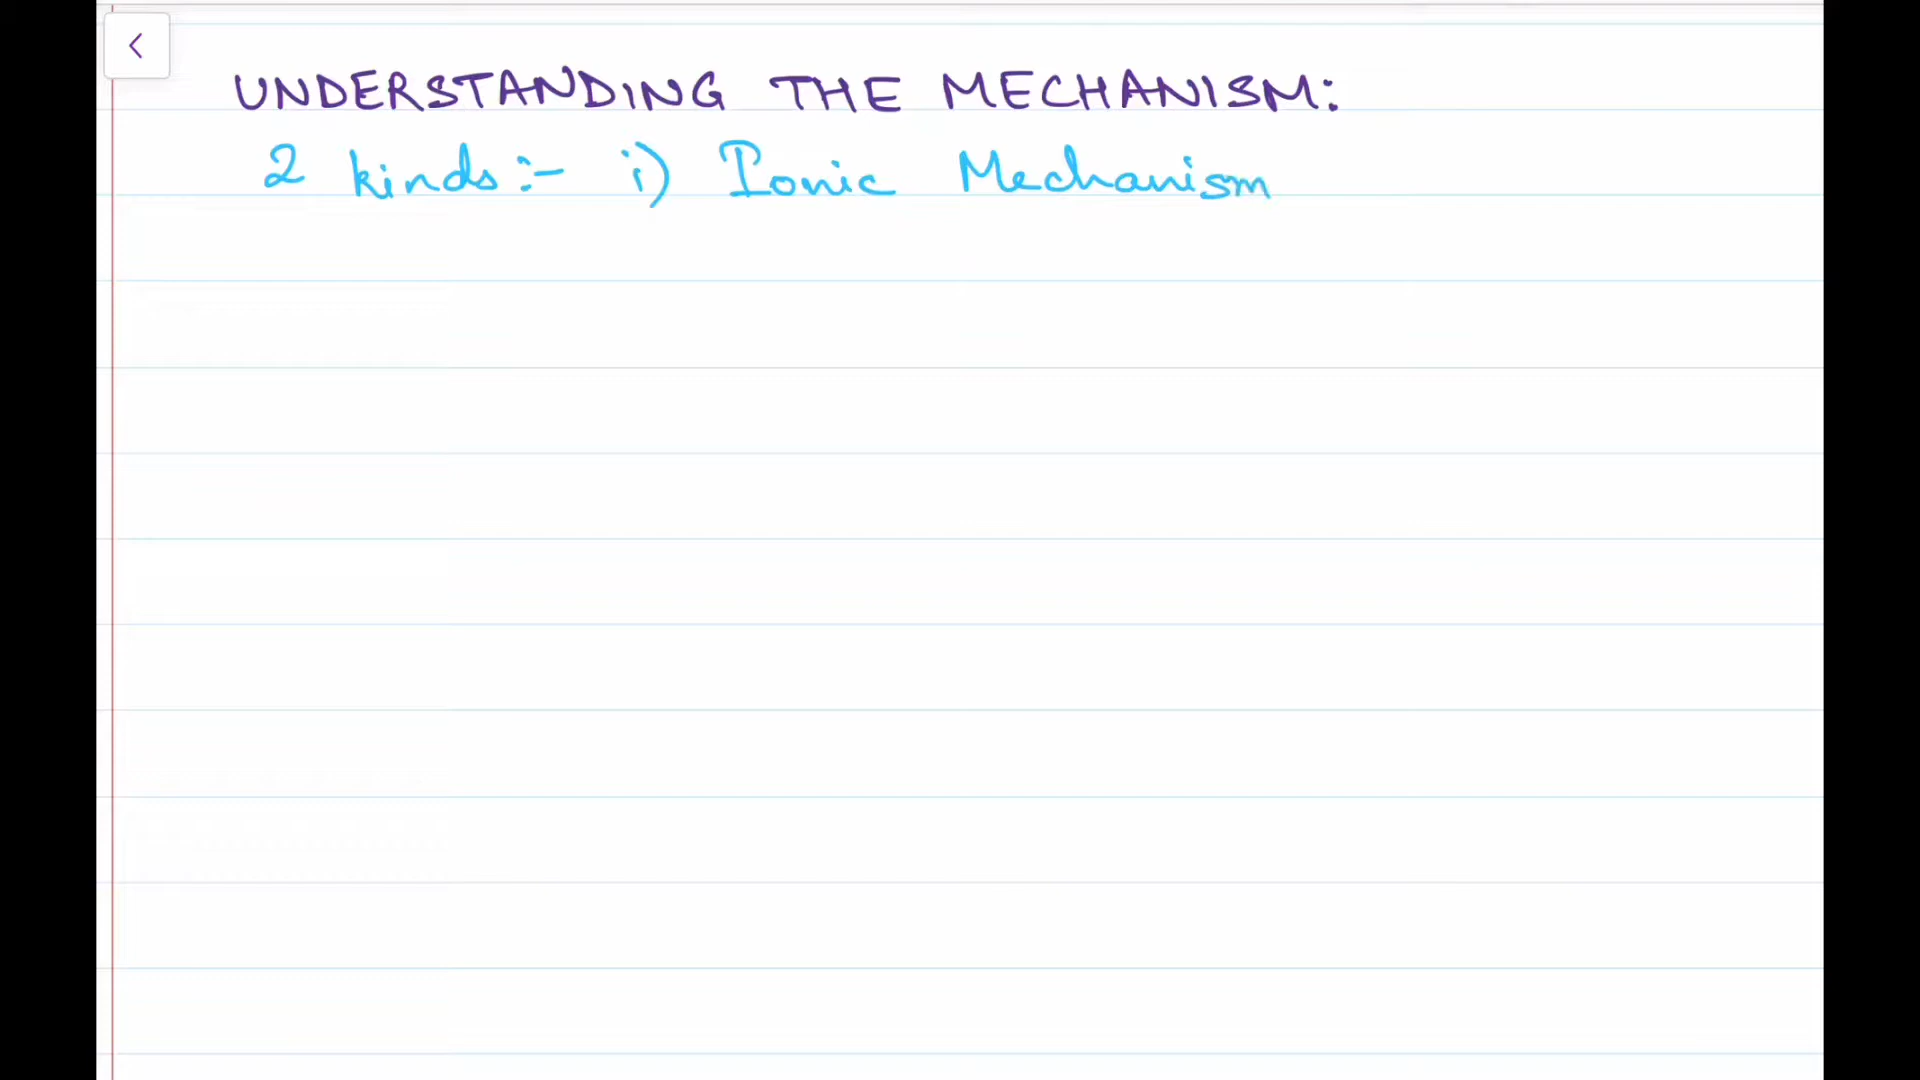 UNDERSTANDING THE MECHANISM:
2 kinds :- i) Ionic Mechanism